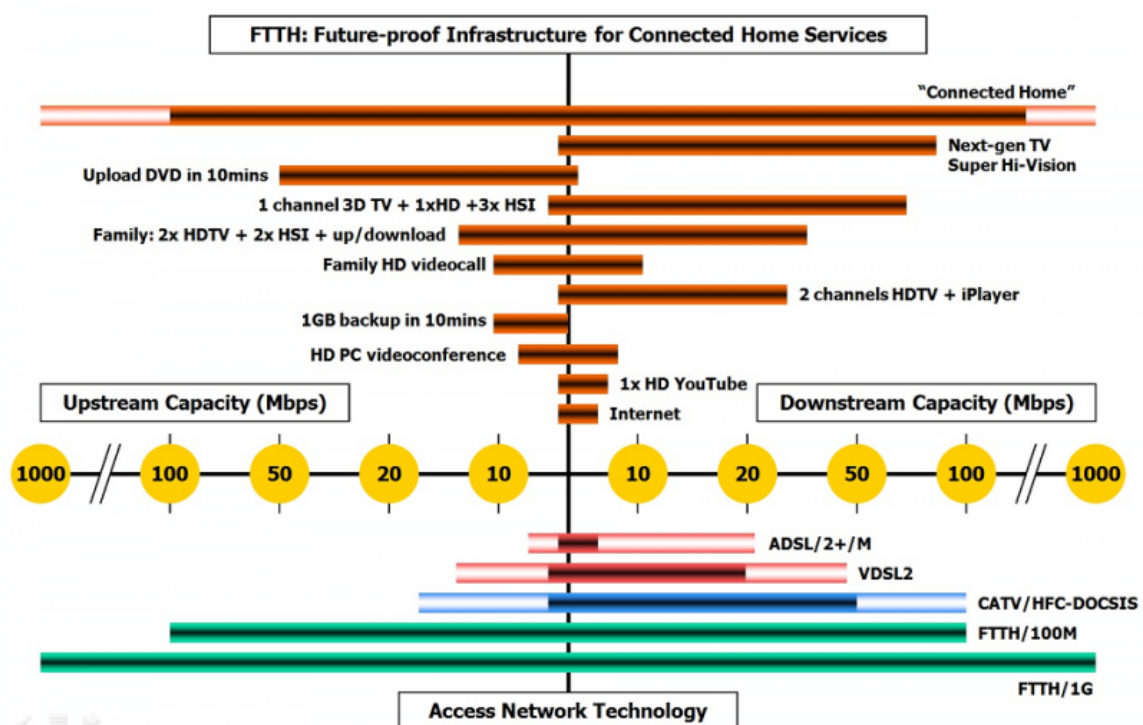 FTTH: Future-proof Infrastructure for Connected Home Services
“Connected Home”
Next-gen TV
Super Hi-Vision
Upload DVD in 10mins
1 channel 3D TV + 1xHD +3x HSI
Family: 2x HDTV + 2x HSI + up/download
Family HD videocall
2 channels HDTV + iPlayer
1GB backup in 10mins
HD PC videoconference
1x HD YouTube
Internet
Upstream Capacity (Mbps)
Downstream Capacity (Mbps)
1000 100 50 20 10 10 20 50 100 1000
ADSL/2+/M
VDSL2
CATV/HFC-DOCSIS
FTTH/100M
FTTH/1G
Access Network Technology